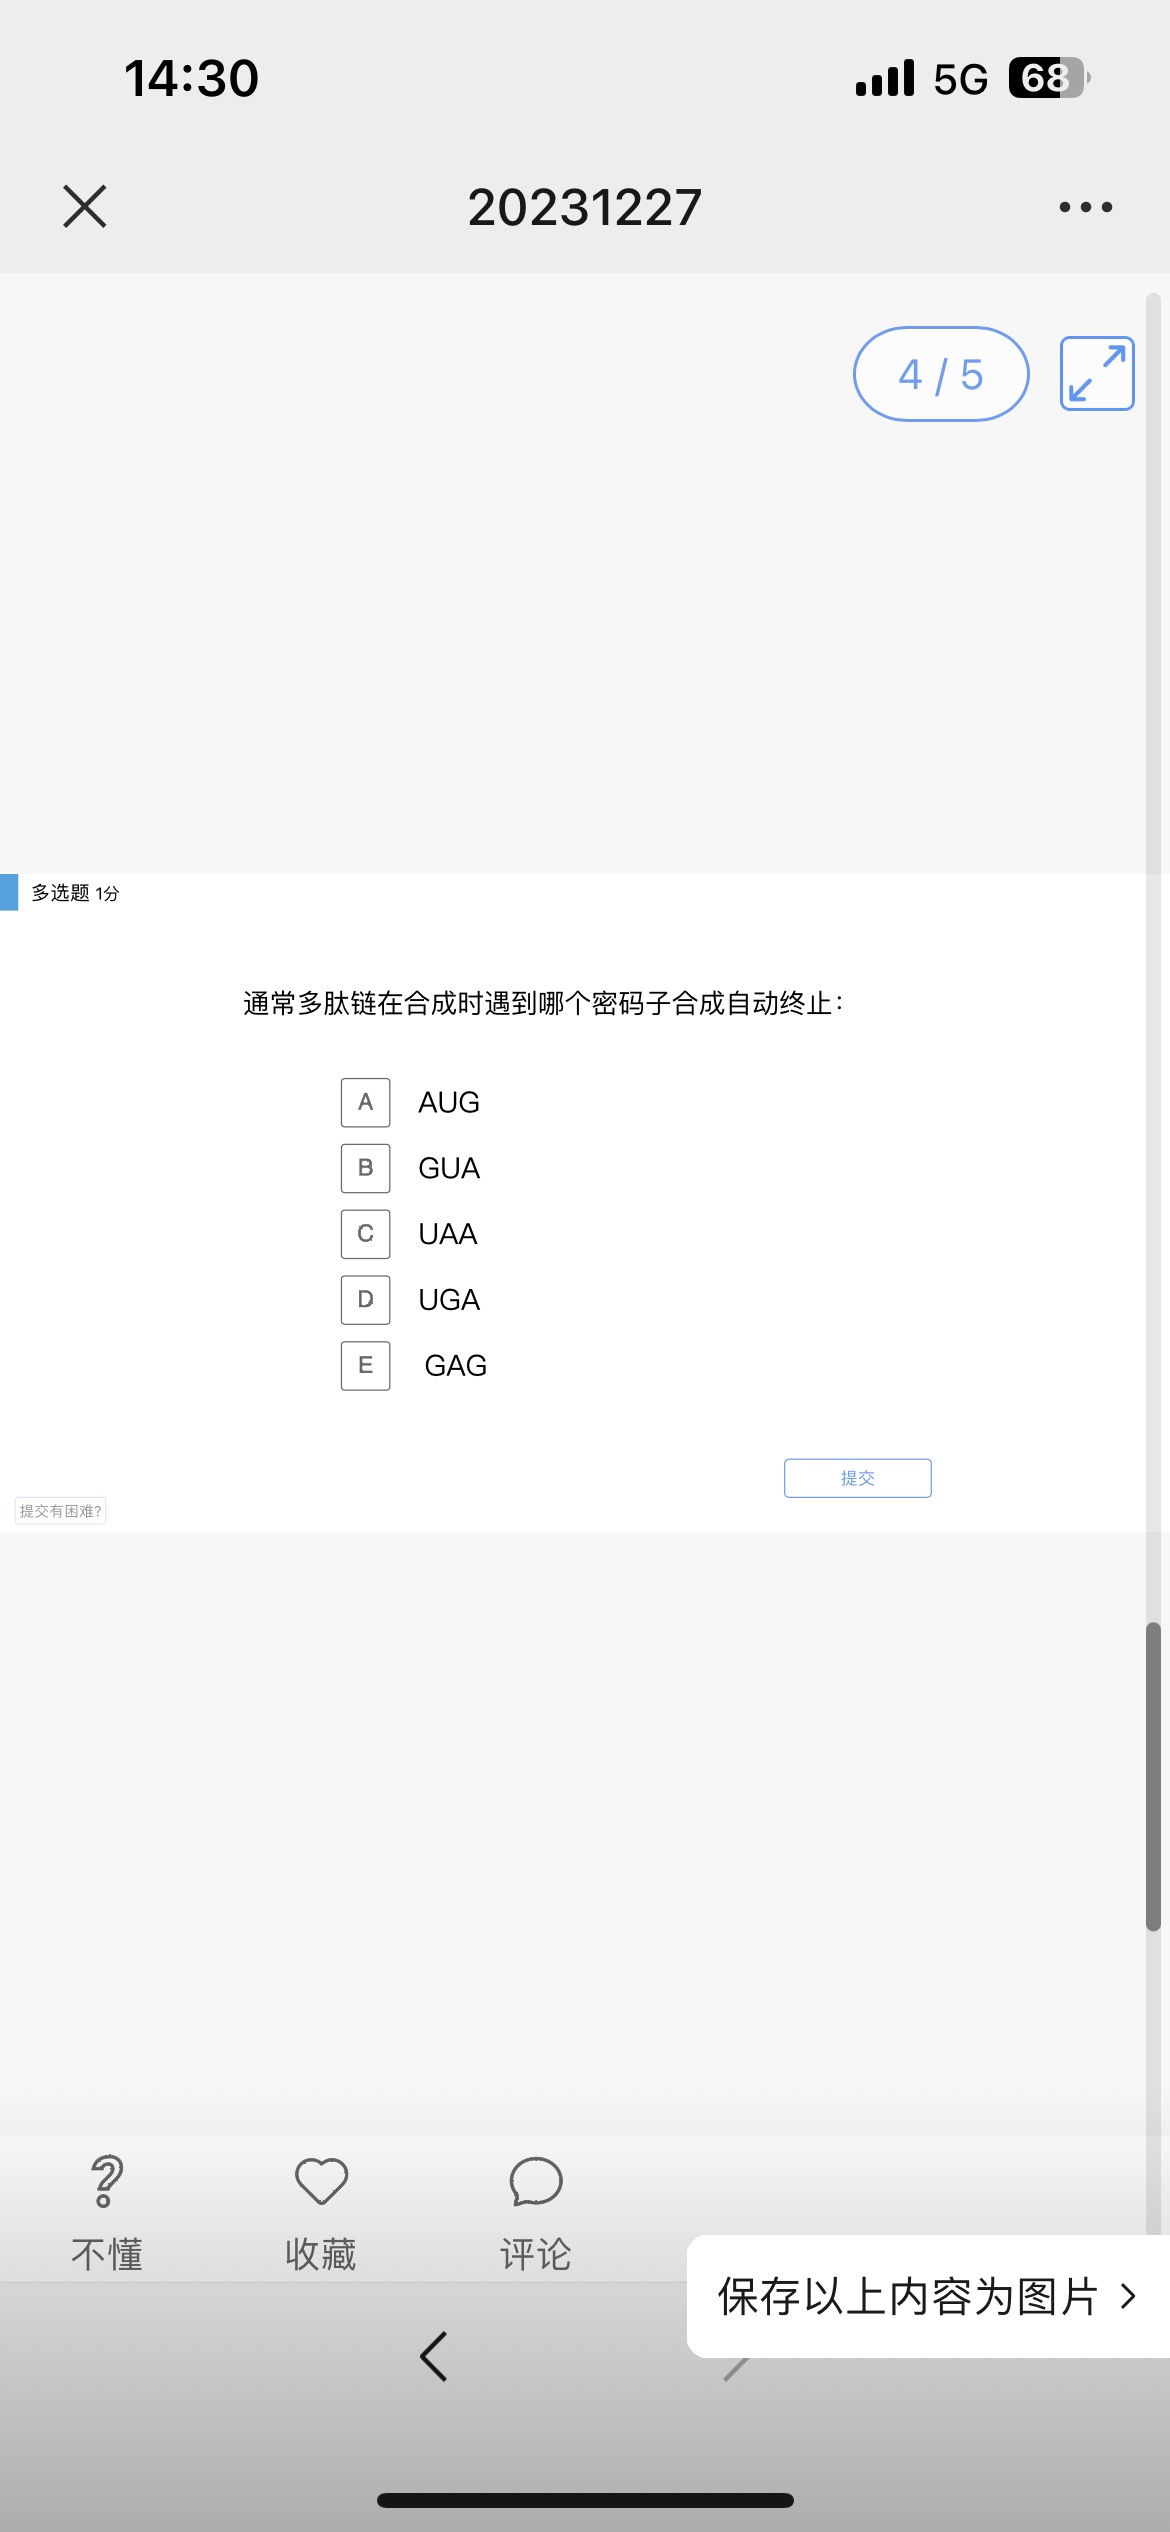 14:30
5G
68
20231227
4 / 5
多选题 1分
通常多肽链在合成时遇到哪个密码子合成自动终止：
A AUG
B GUA
C UAA
D UGA
E GAG
提交
提交有困难?
不懂
收藏
评论
保存以上内容为图片